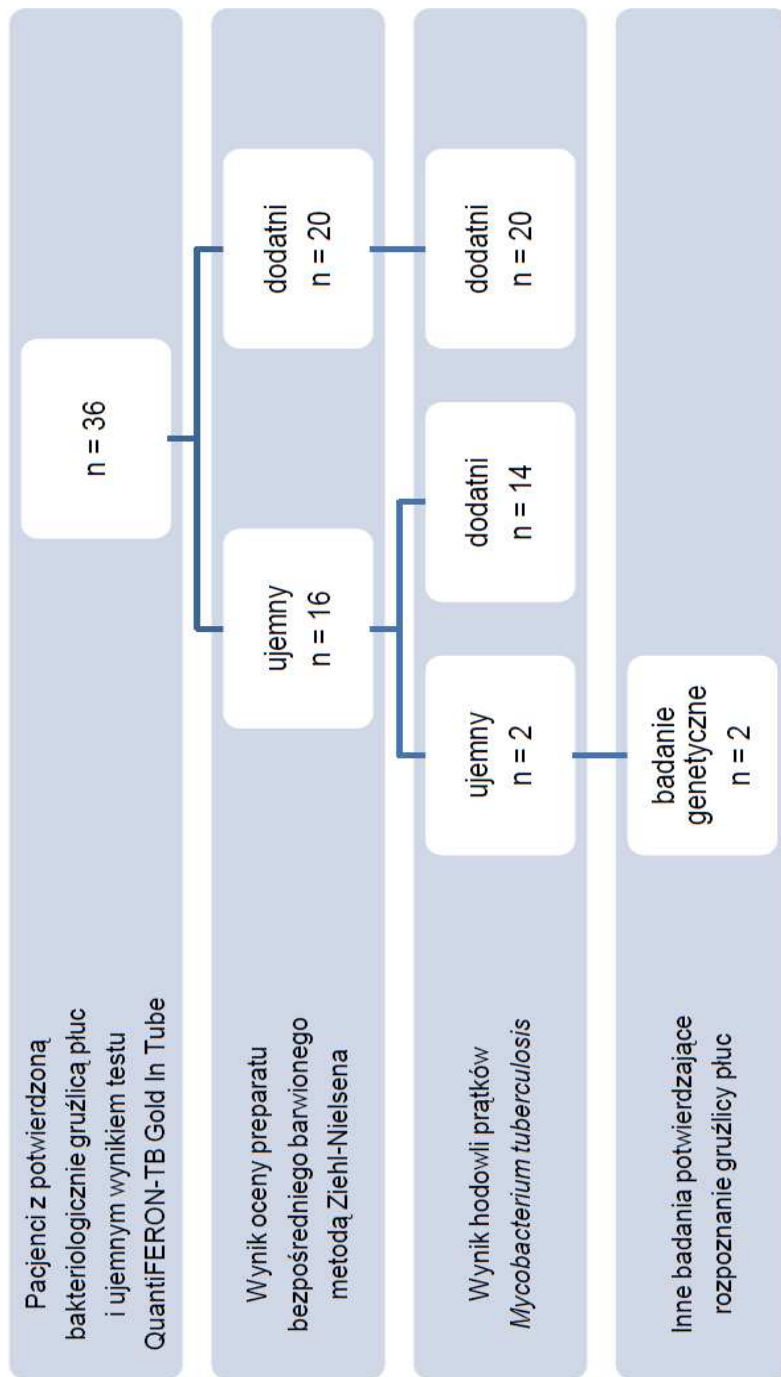 Pacjenci z potwierdzoną
bakteriologicznie gruźlicą płuc
i ujemnym wynikiem testu
QuantiFERON-TB Gold In Tube
n = 36
Wynik oceny preparatu
bezpośredniego barwionego
metodą Ziehl-Nielsena
ujemny
n = 16
dodatni
n = 20
Wynik hodowli prątków
Mycobacterium tuberculosis
ujemny
n = 2
dodatni
n = 14
dodatni
n = 20
Inne badania potwierdzające
rozpoznanie gruźlicy płuc
badanie
genetyczne
n = 2